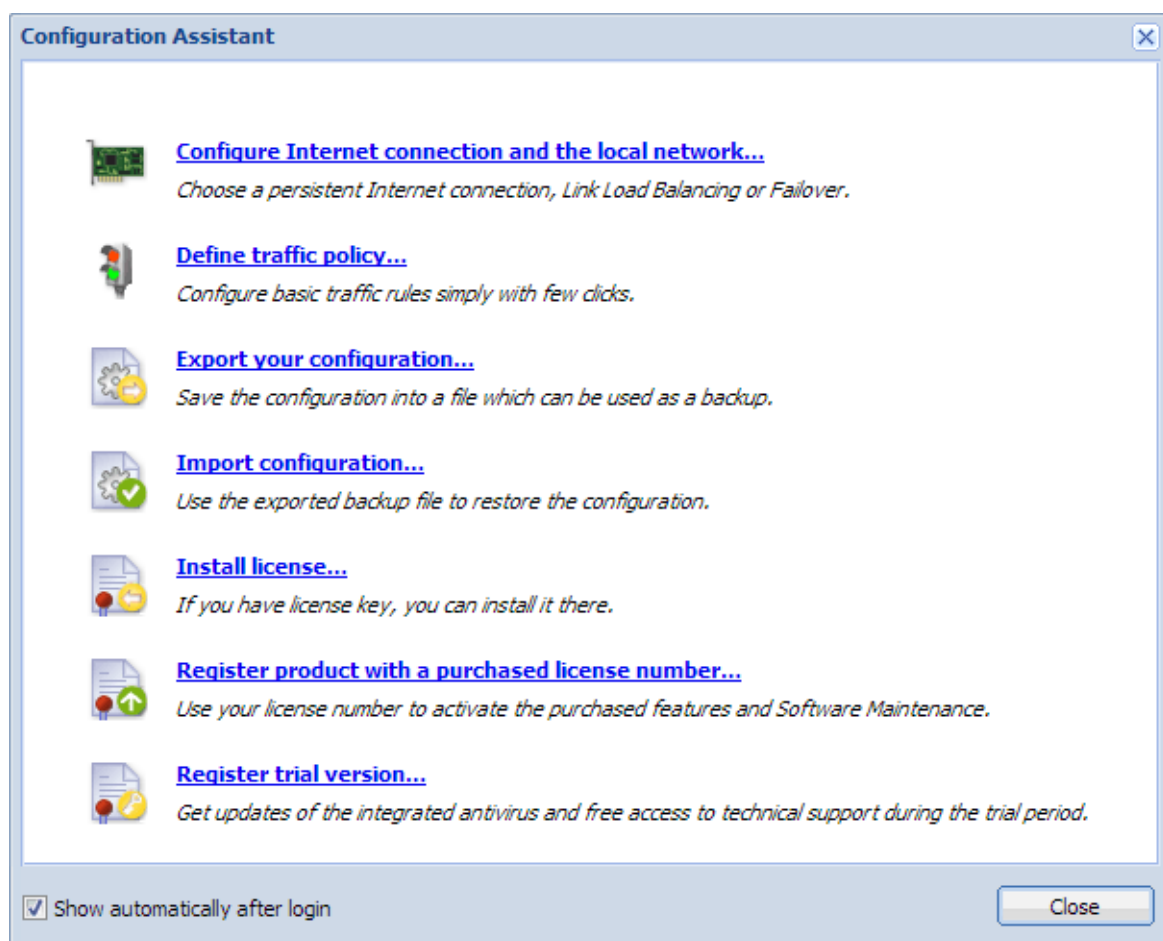 Configuration Assistant
Configure Internet connection and the local network...
Choose a persistent Internet connection, Link Load Balancing or Failover.
Define traffic policy...
Configure basic traffic rules simply with few clicks.
Export your configuration...
Save the configuration into a file which can be used as a backup.
Import configuration...
Use the exported backup file to restore the configuration.
Install license...
If you have license key, you can install it there.
Register product with a purchased license number...
Use your license number to activate the purchased features and Software Maintenance.
Register trial version...
Get updates of the integrated antivirus and free access to technical support during the trial period.
Show automatically after login
Close